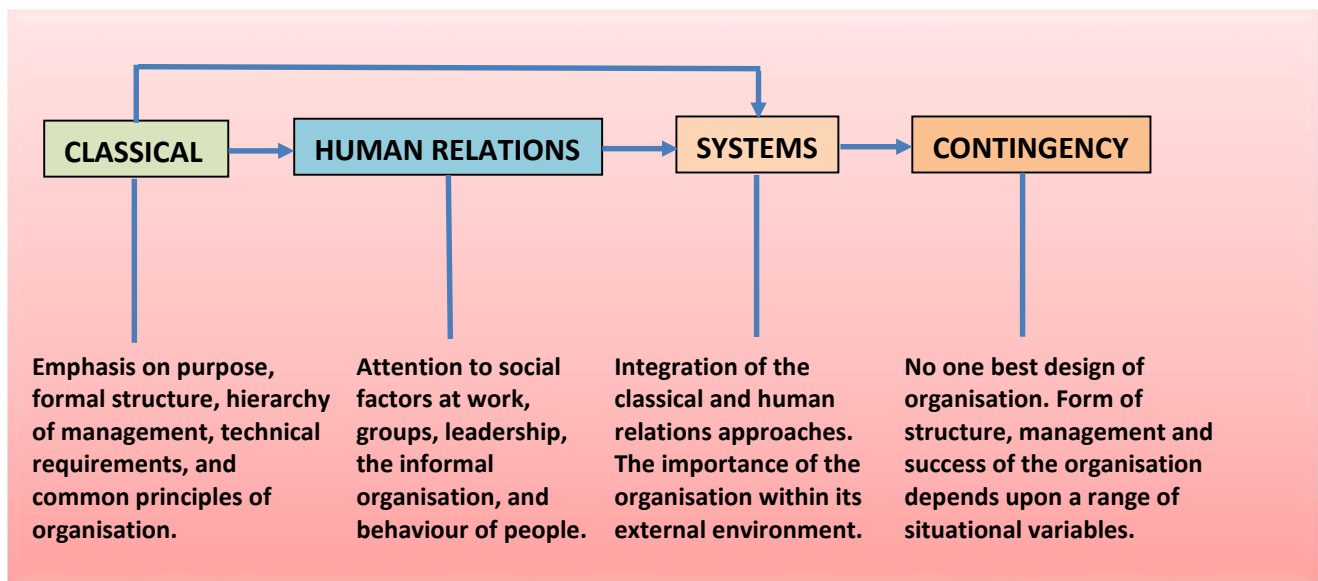 CLASSICAL
HUMAN RELATIONS
SYSTEMS
CONTINGENCY
Emphasis on purpose,
formal structure, hierarchy
of management, technical
requirements, and
common principles of
organisation.
Attention to social
factors at work,
groups, leadership,
the informal
organisation, and
behaviour of people.
Integration of the
classical and human
relations approaches.
The importance of the
organisation within its
external environment.
No one best design of
organisation. Form of
structure, management and
success of the organisation
depends upon a range of
situational variables.